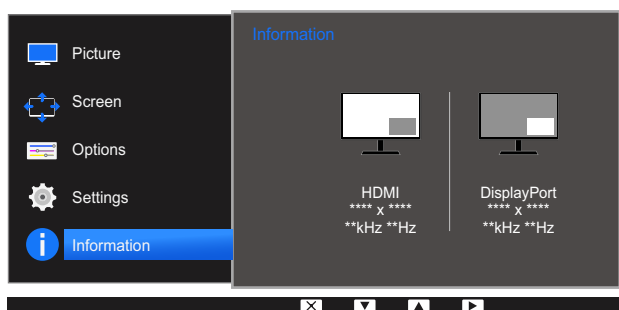 Picture
Screen
Options
Settings
Information
Information
HDMI
**** x ****
**kHz **Hz
DisplayPort
**** x ****
**kHz **Hz